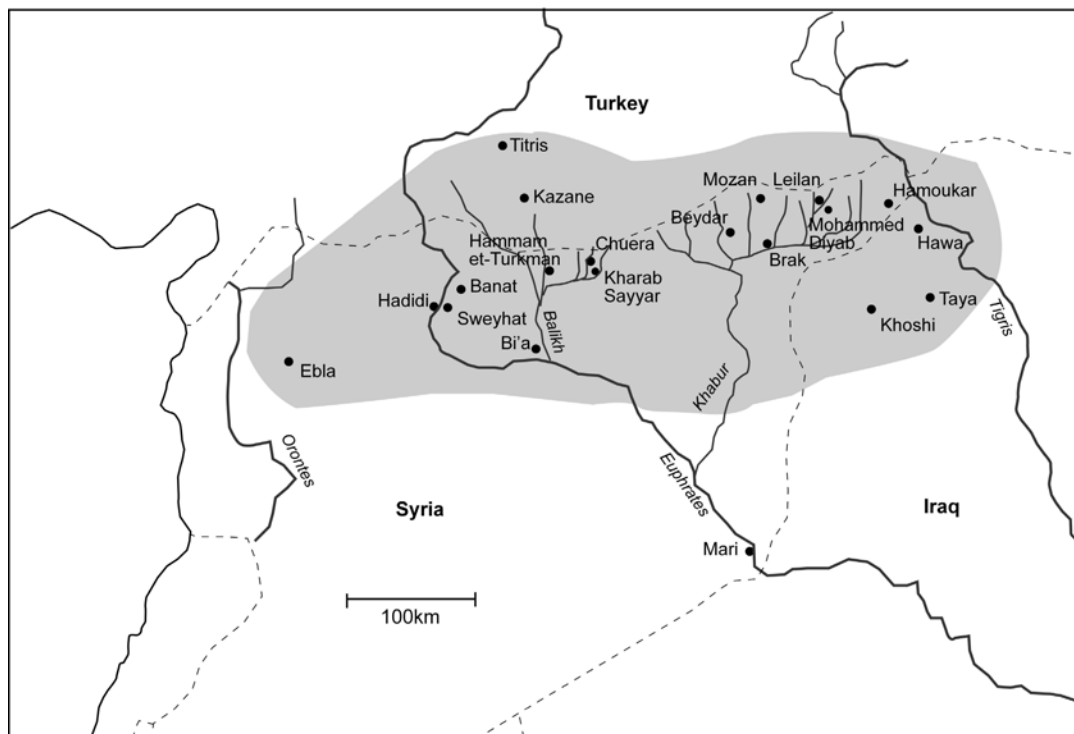 Turkey
Titris
Kazane
Mozan
Leilan
Hamoukar
Beydar
Mohammed
Diyab
Hawa
Brak
Hammam
et-Turkman
Chuera
Kharab
Sayyar
Banat
Hadidi
Sweyhat
Taya
Khoshi
Tigris
Bi'a
Balikh
Ebla
Khabur
Orontes
Euphrates
Syria
Iraq
Mari
100km